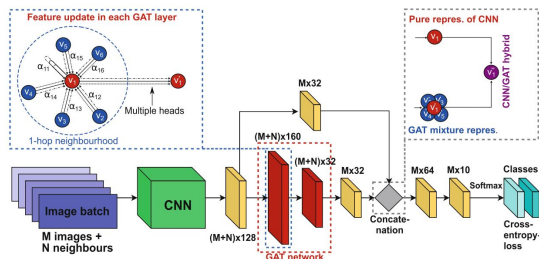 Feature update in each GAT layer
V5
V6
α15
α16
α11
V1
V1
V4
α14
α12
α13
V3
V2
Multiple heads
1-hop neighbourhood
Pure repres. of CNN
V1
V1
CNN/GAT hybrid
GAT mixture repres.
Mx32
(M+N)x160
(M+N)x32
Mx32
Mx64
Mx10
Classes
Softmax
Image batch
CNN
M images +
N neighbours
(M+N)x128
GAT network
Concate-
nation
Cross-
entropy-
loss